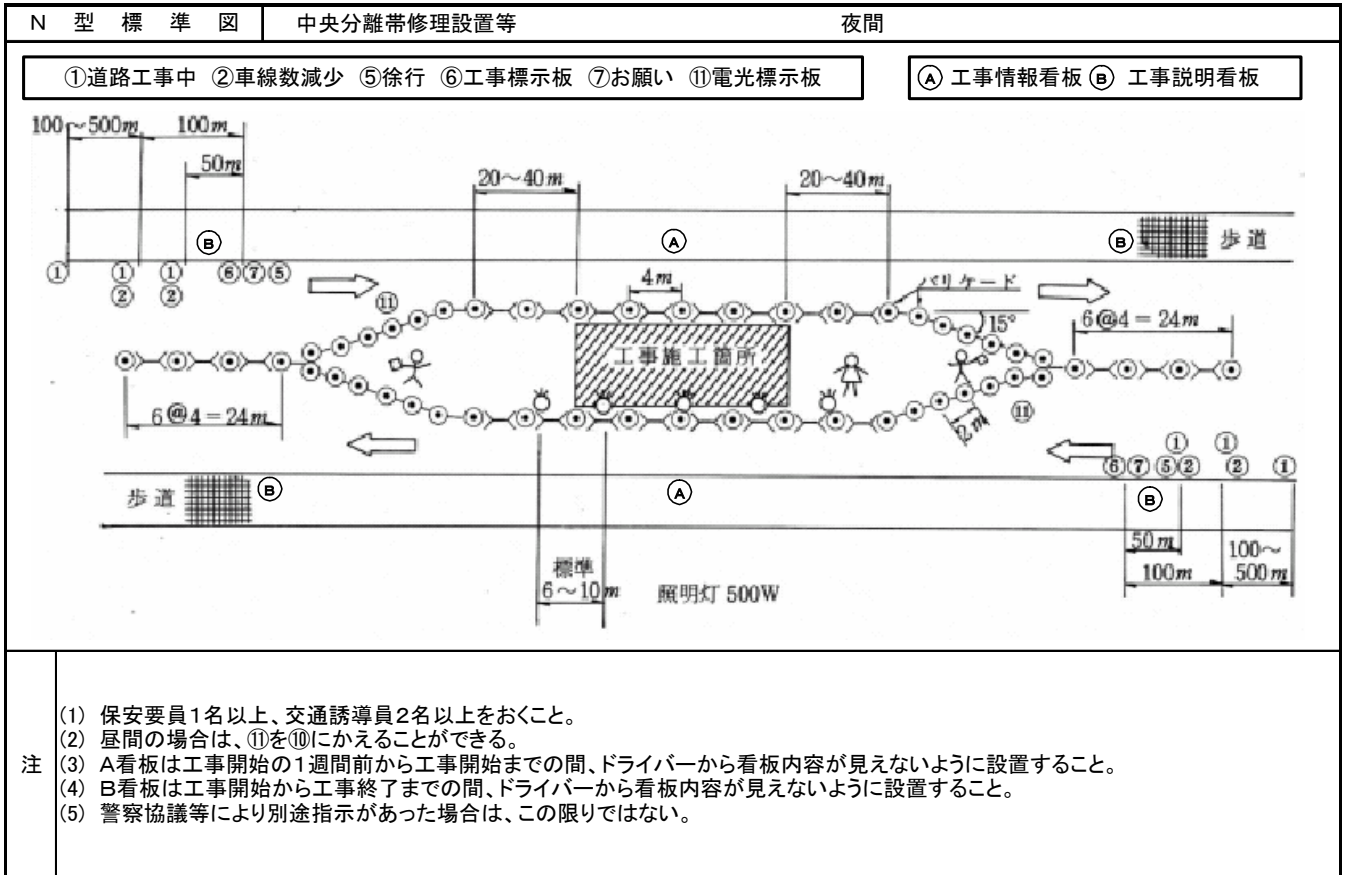 N 型 標 準 図 中央分離帯修理設置等 夜間
①道路工事中 ②車線数減少 ⑤徐行 ⑥工事標示板 ⑦お願い ⑪電光標示板
Ⓐ 工事情報看板 Ⓑ 工事説明看板
100～500m 100m
50m
20～40m 20～40m
Ⓑ Ⓐ Ⓑ 歩道
① ① ① ⑥⑦⑤
② ②
⑪ 4m バリケード
15°
6@4=24m
工事施工箇所
6@4=24m
2m ⑪
① ①
⑥⑦⑤② ② ①
歩道 Ⓑ Ⓐ Ⓑ
50m 100～
100m 500m
標準
6～10m 照明灯 500W
注
(1) 保安要員1名以上、交通誘導員2名以上をおくこと。
(2) 昼間の場合は、⑪を⑩にかえることができる。
(3) A看板は工事開始の1週間前から工事開始までの間、ドライバーから看板内容が見えないように設置すること。
(4) B看板は工事開始から工事終了までの間、ドライバーから看板内容が見えないように設置すること。
(5) 警察協議等により別途指示があった場合は、この限りではない。